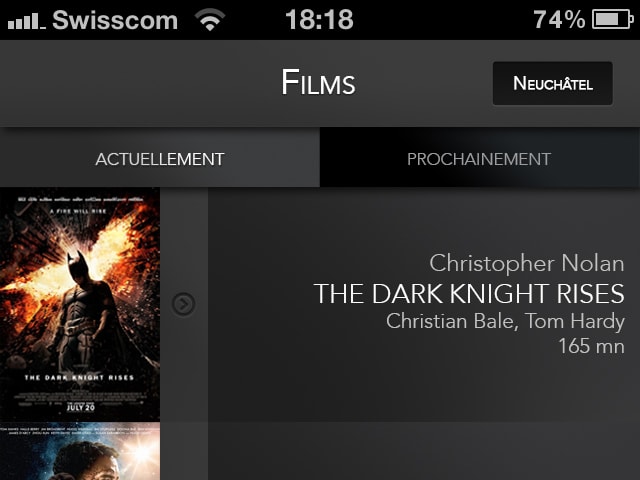 Swisscom 18:18 74%
FILMS NEUCHÂTEL
ACTUELLEMENT PROCHAINEMENT
A FIRE WILL RISE
Christopher Nolan
THE DARK KNIGHT RISES
Christian Bale, Tom Hardy
165 mn
THE DARK KNIGHT RISES
JULY 20